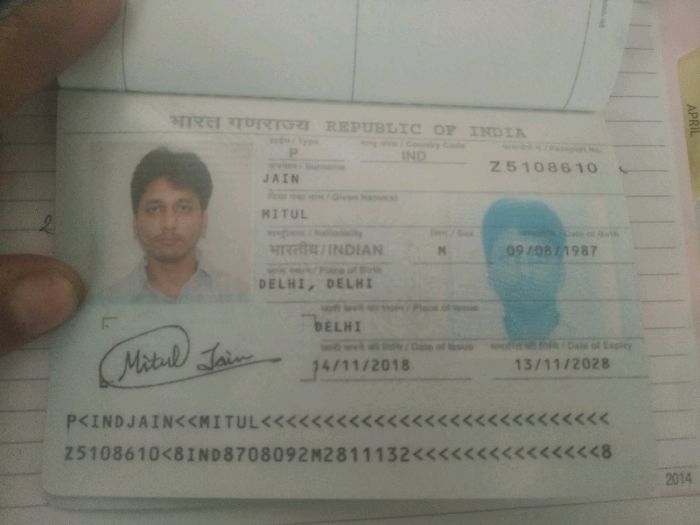 भारत गणराज्य REPUBLIC OF INDIA
टाईप / Type
राष्ट्र कोड / Country Code
पासपोर्ट नं. / Passport No.
P
IND
Z5108610
उपनाम / Surname
JAIN
दिया गया नाम / Given Name(s)
MITUL
राष्ट्रीयता / Nationality
लिंग / Sex
जन्मतिथि / Date of Birth
भारतीय / INDIAN
M
09/08/1987
जन्म स्थान / Place of Birth
DELHI, DELHI
जारी करने का स्थान / Place of Issue
DELHI
जारी करने की तिथि / Date of Issue
समाप्ति की तिथि / Date of Expiry
14/11/2018
13/11/2028
Mitul Jain
P<INDJAIN<<MITUL<<<<<<<<<<<<<<<<<<<<<<<<<<<<
Z5108610<8IND8708092M2811132<<<<<<<<<<<<<<<8
2
APRIL
2014